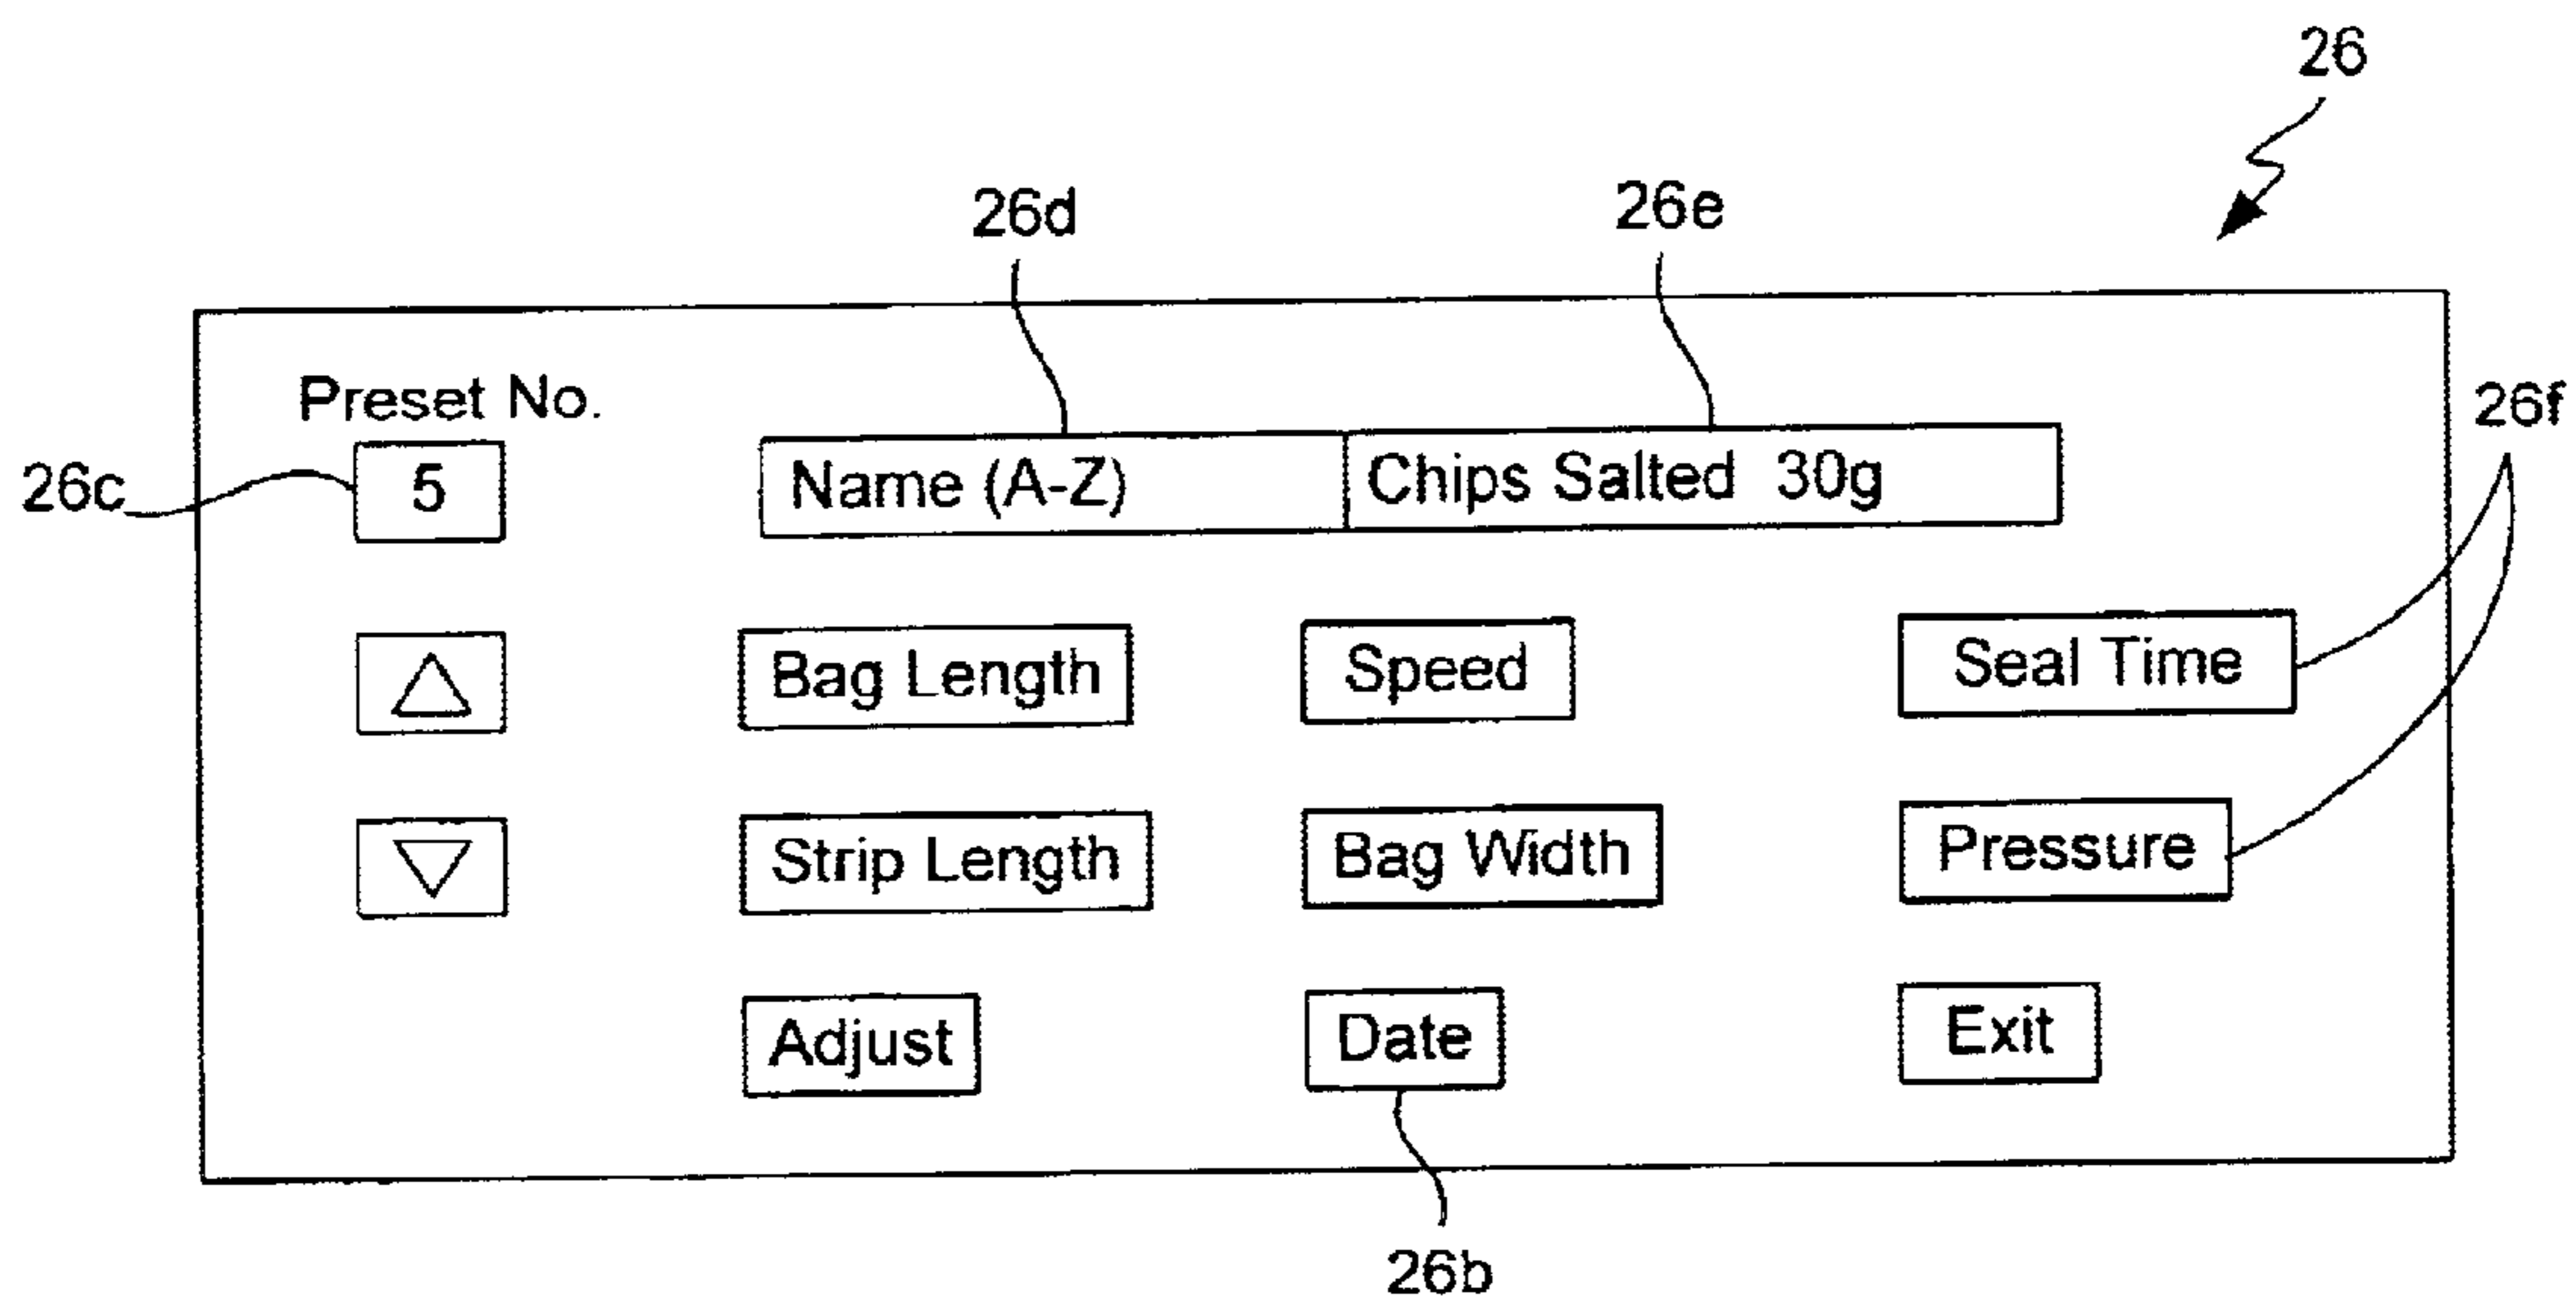 26
26d
26e
Preset No.
26f
26c
5
Name (A-Z)
Chips Salted 30g
Bag Length
Speed
Seal Time
Strip Length
Bag Width
Pressure
Adjust
Date
Exit
26b